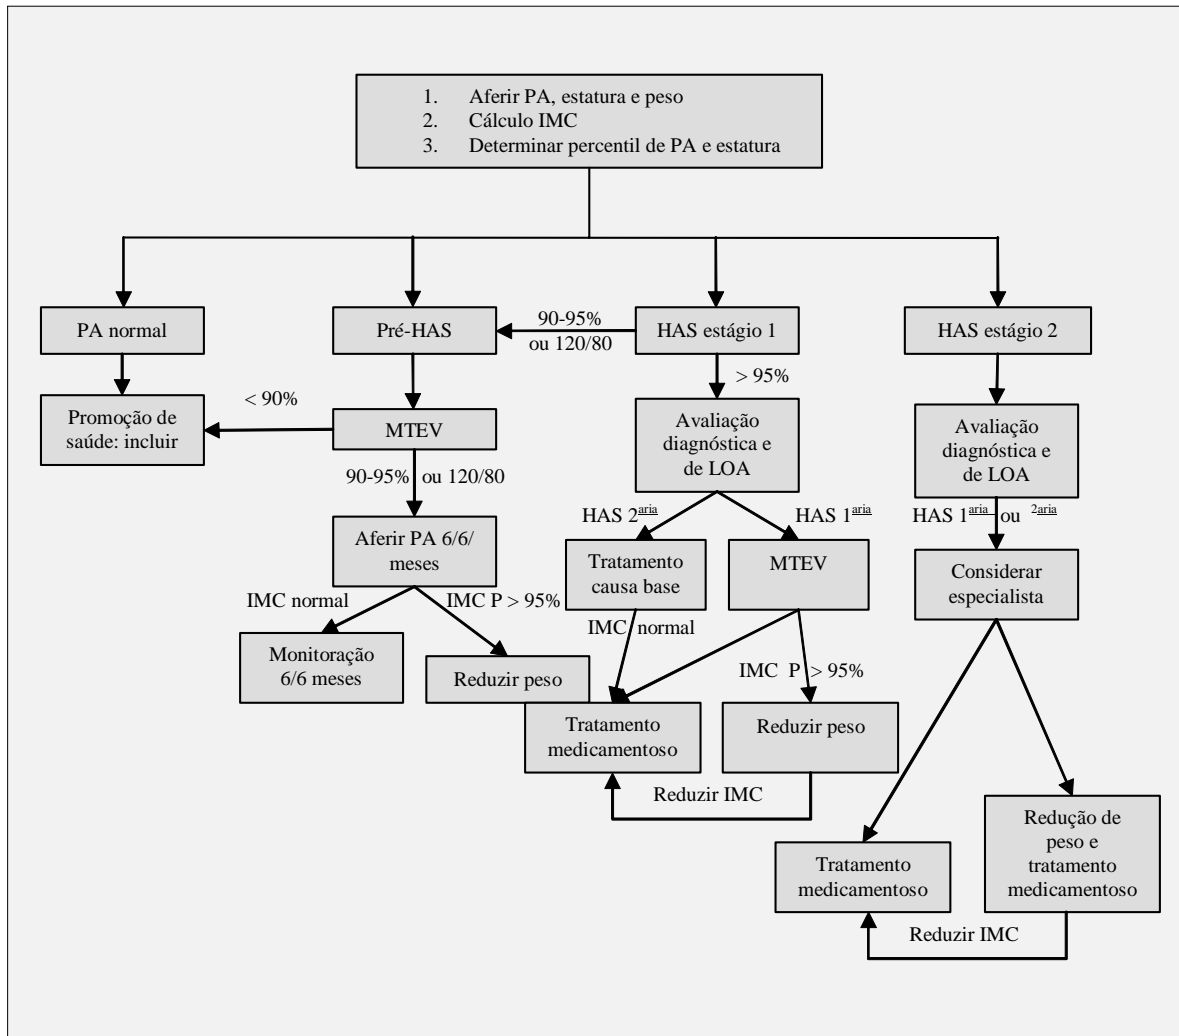 1. Aferir PA, estatura e peso
2. Cálculo IMC
3. Determinar percentil de PA e estatura
PA normal
Pré-HAS
90-95%
ou 120/80
HAS estágio 1
HAS estágio 2
> 95%
< 90%
Promoção de
saúde: incluir
MTEV
Avaliação
diagnóstica e
de LOA
Avaliação
diagnóstica e
de LOA
90-95% ou 120/80
HAS 2aria
HAS 1aria
HAS 1aria ou 2aria
Aferir PA 6/6/
meses
Tratamento
causa base
MTEV
Considerar
especialista
IMC normal
IMC P > 95%
IMC normal
IMC P > 95%
Monitoração
6/6 meses
Reduzir peso
Tratamento
medicamentoso
Reduzir peso
Reduzir IMC
Tratamento
medicamentoso
Redução de
peso e
tratamento
medicamentoso
Reduzir IMC